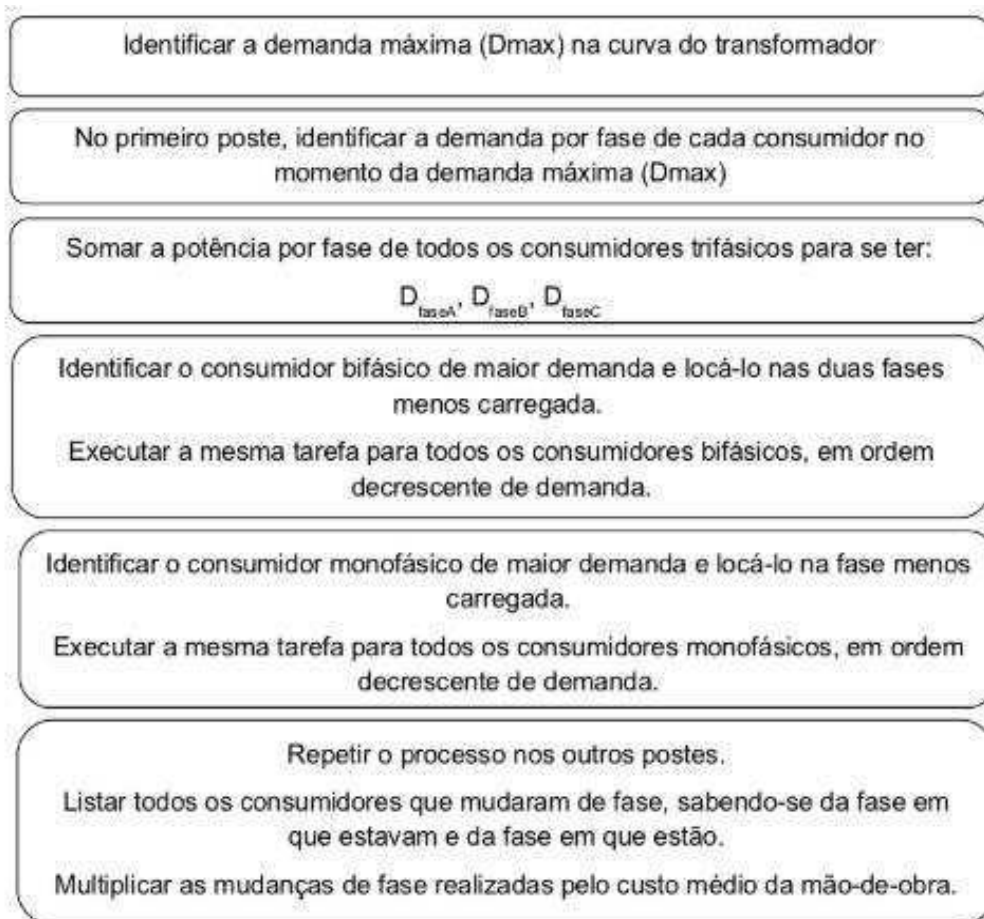 Identificar a demanda máxima (Dmax) na curva do transformador
No primeiro poste, identificar a demanda por fase de cada consumidor no
momento da demanda máxima (Dmax)
Somar a potência por fase de todos os consumidores trifásicos para se ter:
D_faseA, D_faseB, D_faseC
Identificar o consumidor bifásico de maior demanda e locá-lo nas duas fases
menos carregada.
Executar a mesma tarefa para todos os consumidores bifásicos, em ordem
decrescente de demanda.
Identificar o consumidor monofásico de maior demanda e locá-lo na fase menos
carregada.
Executar a mesma tarefa para todos os consumidores monofásicos, em ordem
decrescente de demanda.
Repetir o processo nos outros postes.
Listar todos os consumidores que mudaram de fase, sabendo-se da fase em
que estavam e da fase em que estão.
Multiplicar as mudanças de fase realizadas pelo custo médio da mão-de-obra.